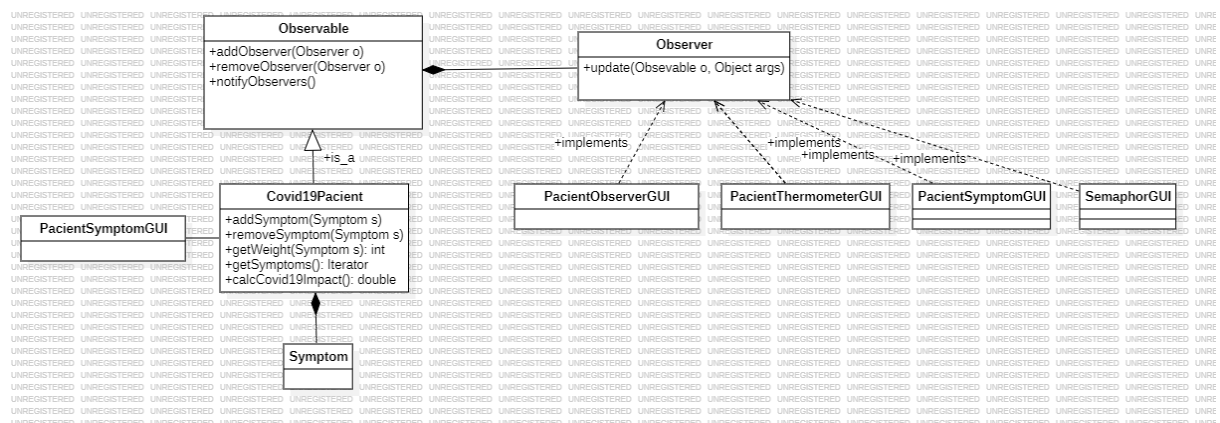 Observable
+addObserver(Observer o)
+removeObserver(Observer o)
+notifyObservers()
Observer
+update(Obsevable o, Object args)
+is_a
+implements
+implements
+implements
+implements
Covid19Pacient
+addSymptom(Symptom s)
+removeSymptom(Symptom s)
+getWeight(Symptom s): int
+getSymptoms(): Iterator
+calcCovid19Impact(): double
PacientSymptomGUI
PacientObserverGUI
PacientThermometerGUI
PacientSymptomGUI
SemaphorGUI
Symptom
UNREGISTERED